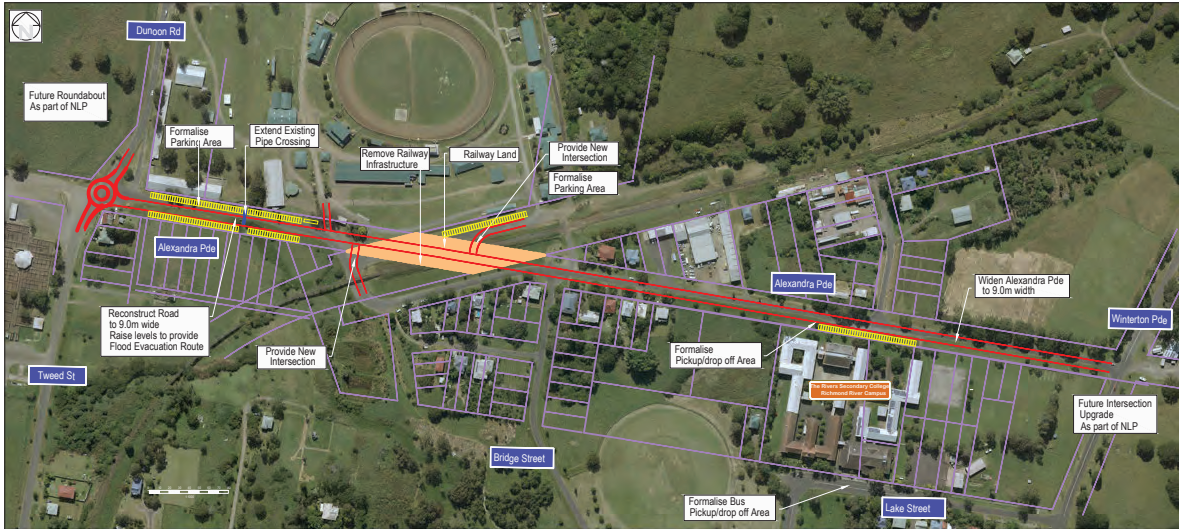 Dunoon Rd
Future Roundabout
As part of NLP
Formalise
Parking Area
Extend Existing
Pipe Crossing
Remove Railway
Infrastructure
Railway Land
Provide New
Intersection
Formalise
Parking Area
Alexandra Pde
Reconstruct Road
to 9.0m wide
Raise levels to provide
Flood Evacuation Route
Provide New
Intersection
Tweed St
Alexandra Pde
Widen Alexandra Pde
to 9.0m width
Winterton Pde
Formalise
Pickup/drop off Area
The Rivers Secondary College
Richmond River Campus
Future Intersection
Upgrade
As part of NLP
Bridge Street
Formalise Bus
Pickup/drop off Area
Lake Street